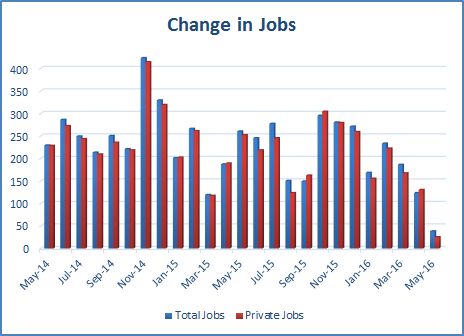 Change in Jobs
400
350
300
250
200
150
100
50
0
May-14
Jul-14
Sep-14
Nov-14
Jan-15
Mar-15
May-15
Jul-15
Sep-15
Nov-15
Jan-16
Mar-16
May-16
Total Jobs Private Jobs